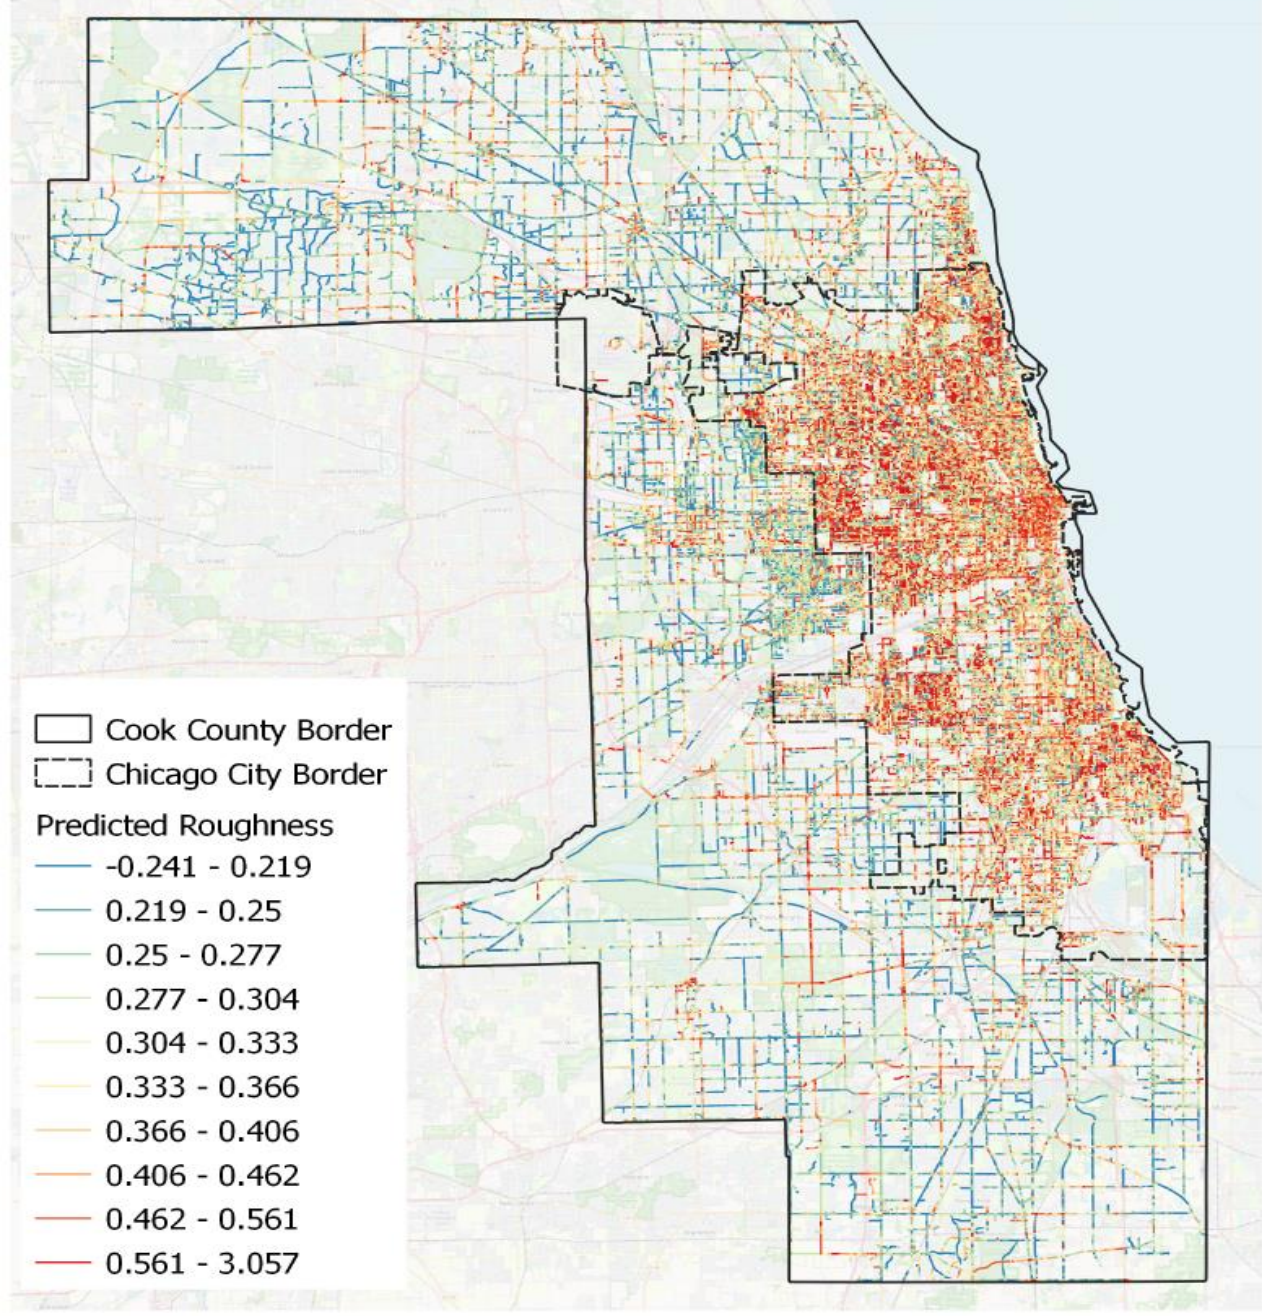 Cook County Border
Chicago City Border
Predicted Roughness
-0.241 - 0.219
0.219 - 0.25
0.25 - 0.277
0.277 - 0.304
0.304 - 0.333
0.333 - 0.366
0.366 - 0.406
0.406 - 0.462
0.462 - 0.561
0.561 - 3.057